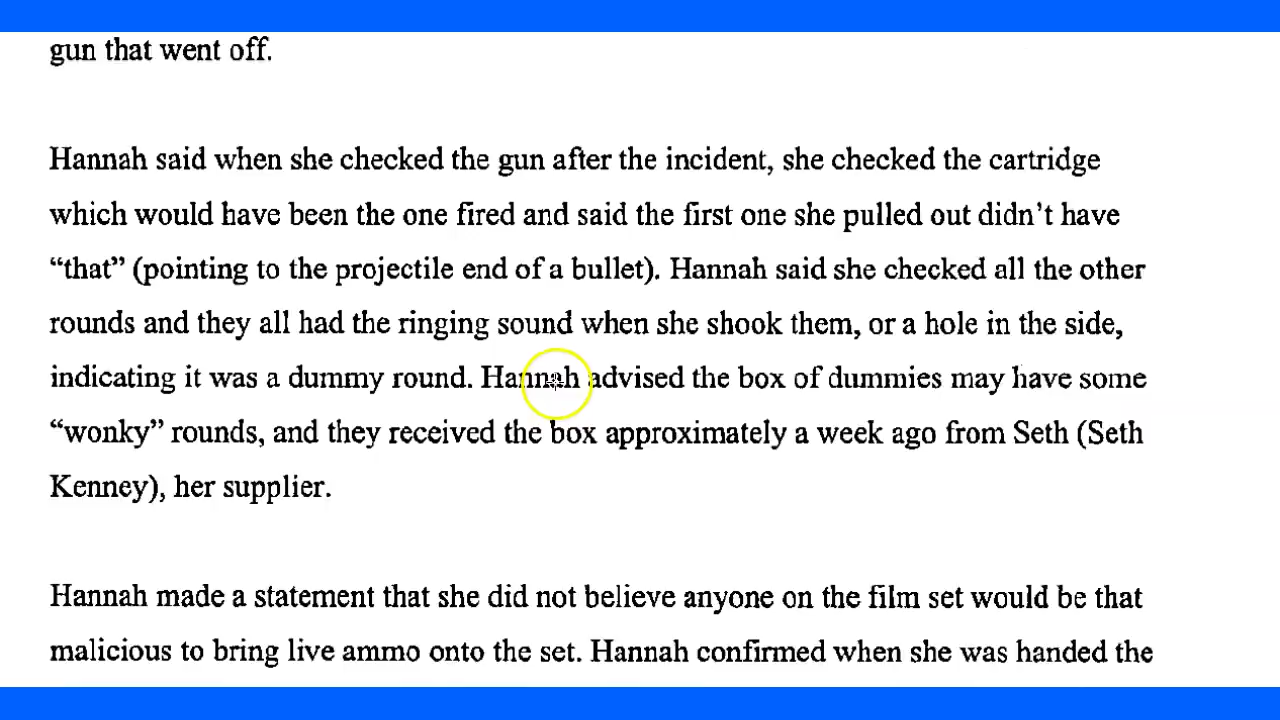 gun that went off.
Hannah said when she checked the gun after the incident, she checked the cartridge
which would have been the one fired and said the first one she pulled out didn’t have
“that” (pointing to the projectile end of a bullet). Hannah said she checked all the other
rounds and they all had the ringing sound when she shook them, or a hole in the side,
indicating it was a dummy round. Hannah advised the box of dummies may have some
“wonky” rounds, and they received the box approximately a week ago from Seth (Seth
Kenney), her supplier.
Hannah made a statement that she did not believe anyone on the film set would be that
malicious to bring live ammo onto the set. Hannah confirmed when she was handed the